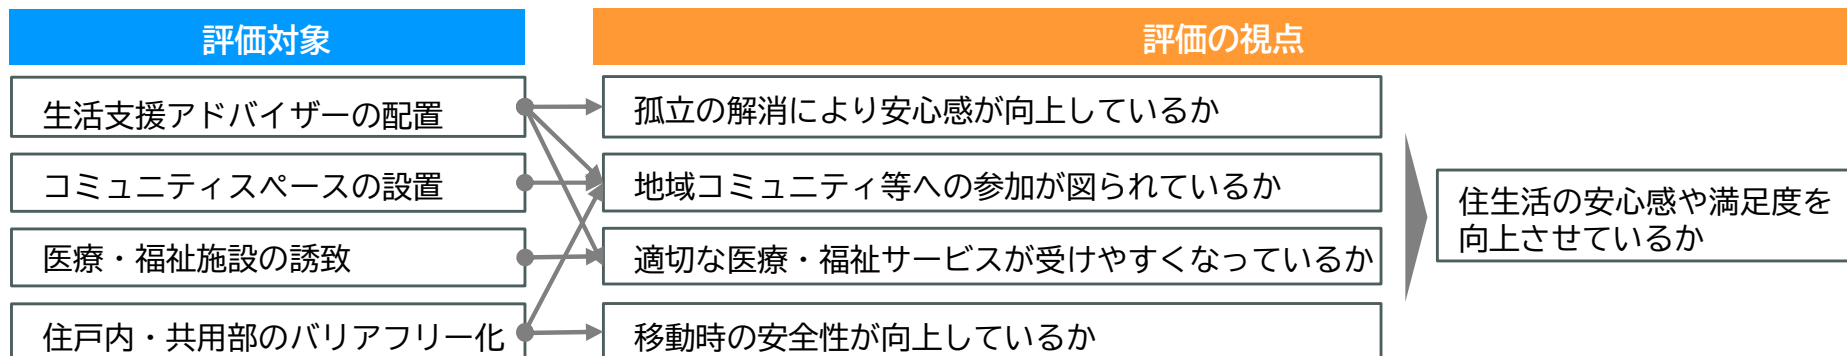 評価対象
評価の視点
生活支援アドバイザーの配置
孤立の解消により安心感が向上しているか
コミュニティスペースの設置
地域コミュニティ等への参加が図られているか
医療・福祉施設の誘致
適切な医療・福祉サービスが受けやすくなっているか
住戸内・共用部のバリアフリー化
移動時の安全性が向上しているか
住生活の安心感や満足度を
向上させているか